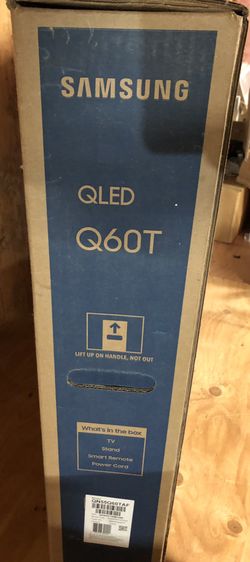 SAMSUNG
QLED
Q60T
LIFT UP ON HANDLE, NOT OUT
What's in the box
TV
Stand
Smart Remote
Power Cord
QN55Q60TAF